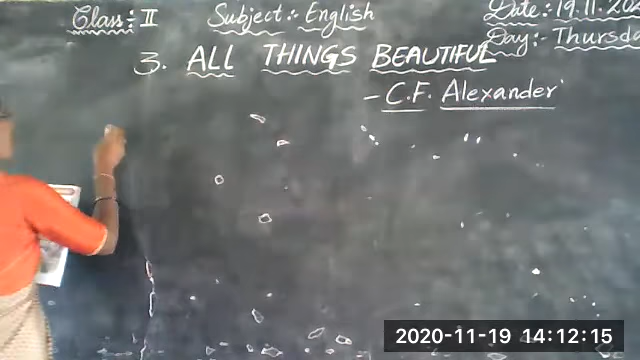 Class:- II Subject:- English Date:19.11.202
Day:- Thursda
3. ALL THINGS BEAUTIFUL
- C.F. Alexander
2020-11-19 14:12:15